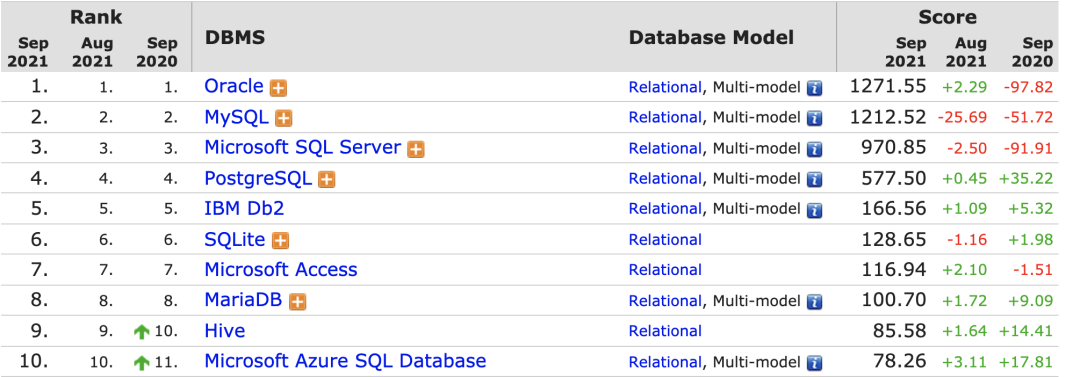 Rank DBMS Database Model Score
Sep 2021 Aug 2021 Sep 2020 Sep 2021 Aug 2021 Sep 2020
1. 1. 1. Oracle Relational, Multi-model 1271.55 +2.29 -97.82
2. 2. 2. MySQL Relational, Multi-model 1212.52 -25.69 -51.72
3. 3. 3. Microsoft SQL Server Relational, Multi-model 970.85 -2.50 -91.91
4. 4. 4. PostgreSQL Relational, Multi-model 577.50 +0.45 +35.22
5. 5. 5. IBM Db2 Relational, Multi-model 166.56 +1.09 +5.32
6. 6. 6. SQLite Relational 128.65 -1.16 +1.98
7. 7. 7. Microsoft Access Relational 116.94 +2.10 -1.51
8. 8. 8. MariaDB Relational, Multi-model 100.70 +1.72 +9.09
9. 9. 10. Hive Relational 85.58 +1.64 +14.41
10. 10. 11. Microsoft Azure SQL Database Relational, Multi-model 78.26 +3.11 +17.81